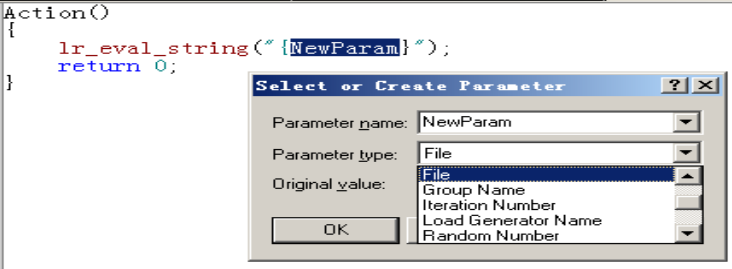 Action()
{
lr_eval_string("{NewParam}");
return 0;
}
Select or Create Parameter
Parameter name: NewParam
Parameter type: File
File
Original value:
Group Name
Iteration Number
Load Generator Name
OK
Random Number